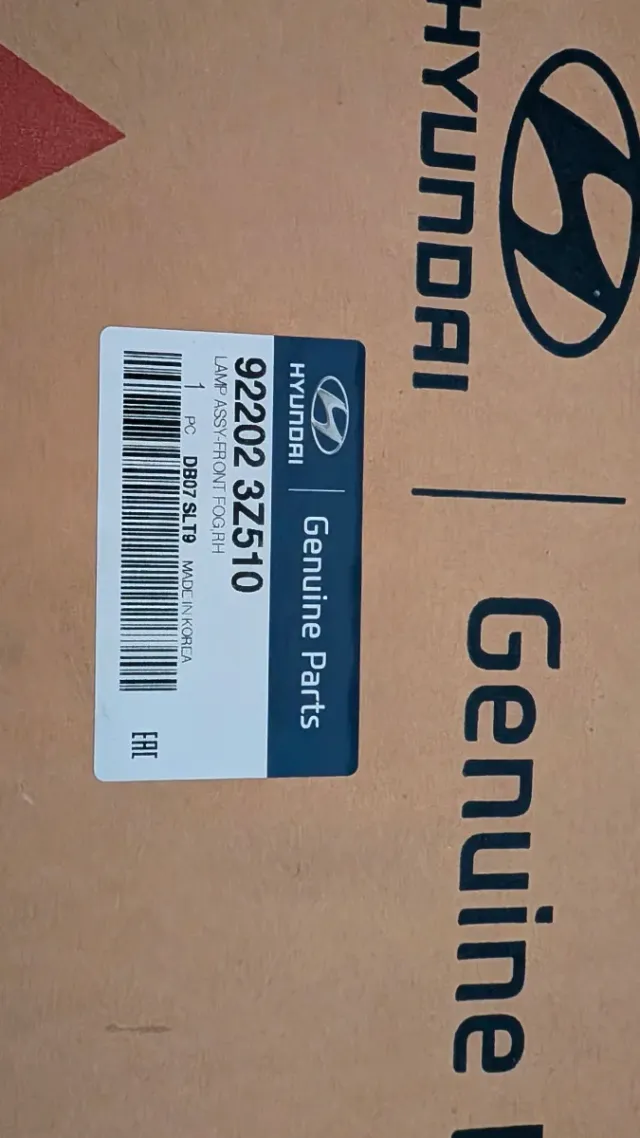 HYUNDAI | Genuine
HYUNDAI | Genuine Parts
92202 3Z510
LAMP ASSY-FRONT FOG,RH
1 PC DB07 SLT9 MADE IN KOREA
EAC